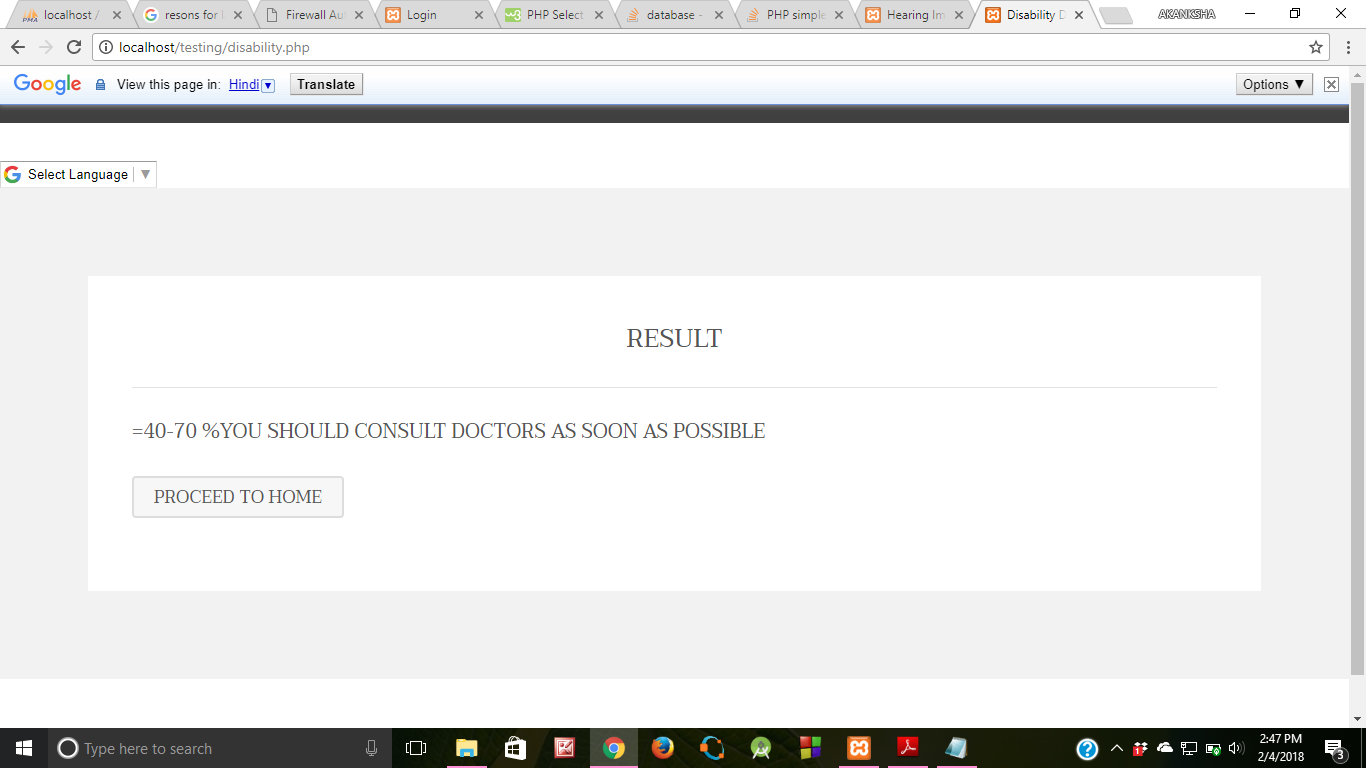 localhost /
resons for
Firewall Au
Login
PHP Select
database -
PHP simple
Hearing Im
Disability D
AKANKSHA
localhost/testing/disability.php
Google View this page in: Hindi Translate Options ▼
Select Language ▼
RESULT
=40-70 %YOU SHOULD CONSULT DOCTORS AS SOON AS POSSIBLE
PROCEED TO HOME
Type here to search
2:47 PM
2/4/2018
3